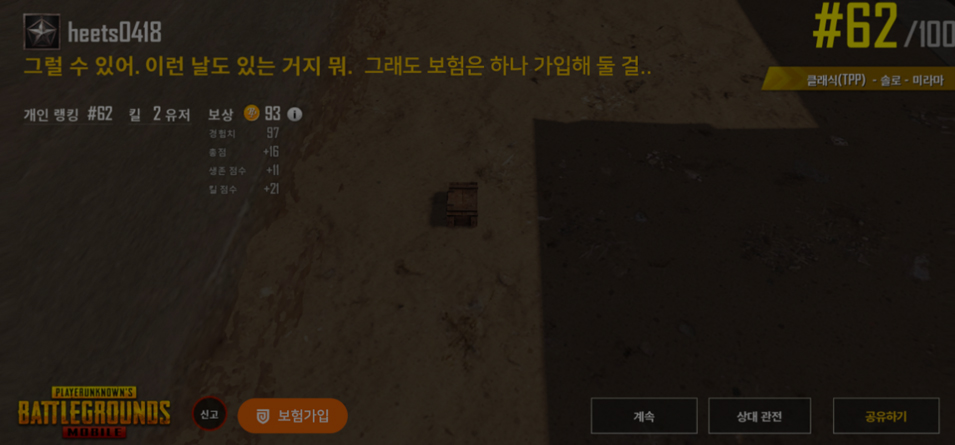 heets0418
#62/100
그럴 수 있어. 이런 날도 있는 거지 뭐. 그래도 보험은 하나 가입해 둘 걸..
클래식(TPP) - 솔로 - 미라마
개인 랭킹 #62 킬 2 유저 보상 93 i
경험치 97
총점 +16
생존 점수 +11
킬 점수 +21
PLAYERUNKNOWN'S
BATTLEGROUNDS
MOBILE
신고
보험가입
계속
상대 관전
공유하기